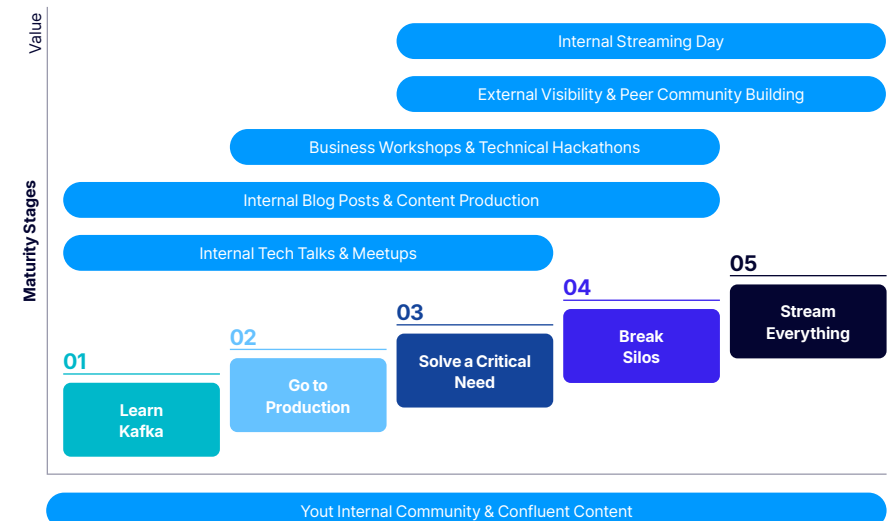 Value
Maturity Stages
Internal Streaming Day
External Visibility & Peer Community Building
Business Workshops & Technical Hackathons
Internal Blog Posts & Content Production
Internal Tech Talks & Meetups
01
Learn
Kafka
02
Go to
Production
03
Solve a Critical
Need
04
Break
Silos
05
Stream
Everything
Yout Internal Community & Confluent Content